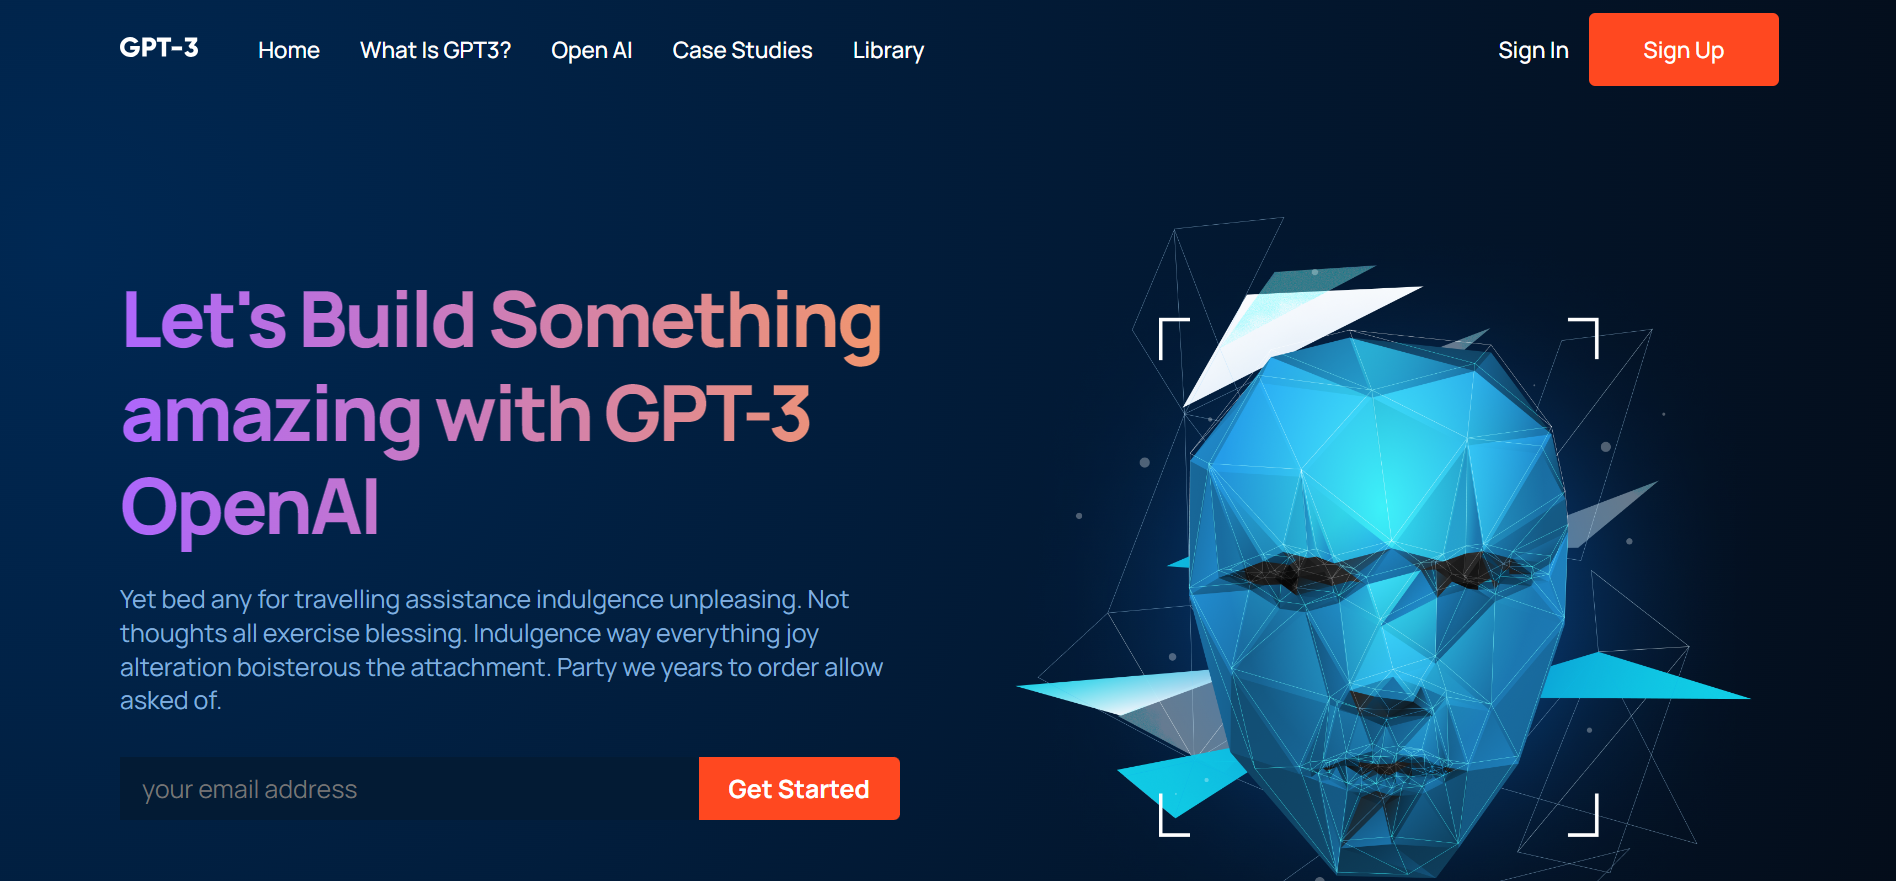 GPT-3 Home What Is GPT3? Open AI Case Studies Library Sign In Sign Up
Let's Build Something
amazing with GPT-3
OpenAI
Yet bed any for travelling assistance indulgence unpleasing. Not
thoughts all exercise blessing. Indulgence way everything joy
alteration boisterous the attachment. Party we years to order allow
asked of.
your email address Get Started